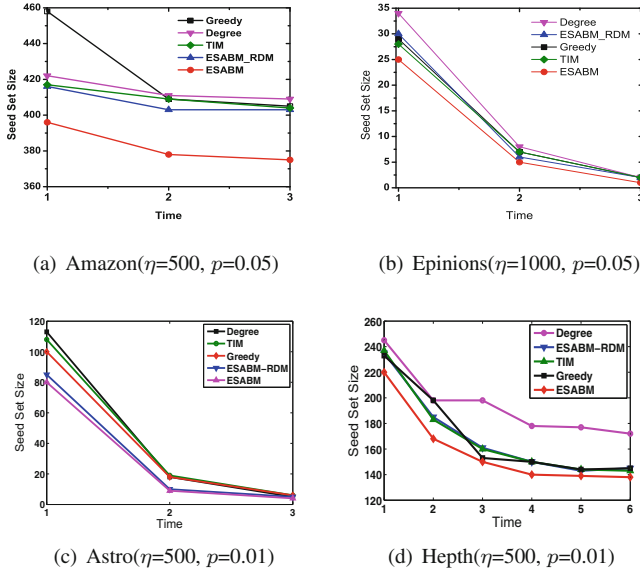 460
440
420
400
380
360
Seed Set Size
1
2
3
Time
Greedy
Degree
TIM
ESABM_RDM
ESABM
(a) Amazon(η=500, p=0.05)
35
30
25
20
15
10
5
0
Seed Set Size
1
2
3
Time
Degree
ESABM_RDM
Greedy
TIM
ESABM
(b) Epinions(η=1000, p=0.05)
120
100
80
60
40
20
0
Seed Set Size
1
2
3
Time
Degree
TIM
Greedy
ESABM-RDM
ESABM
(c) Astro(η=500, p=0.01)
260
240
220
200
180
160
140
120
Seed Set Size
1
2
3
4
5
6
Time
Degree
ESABM-RDM
TIM
Greedy
ESABM
(d) Hepth(η=500, p=0.01)